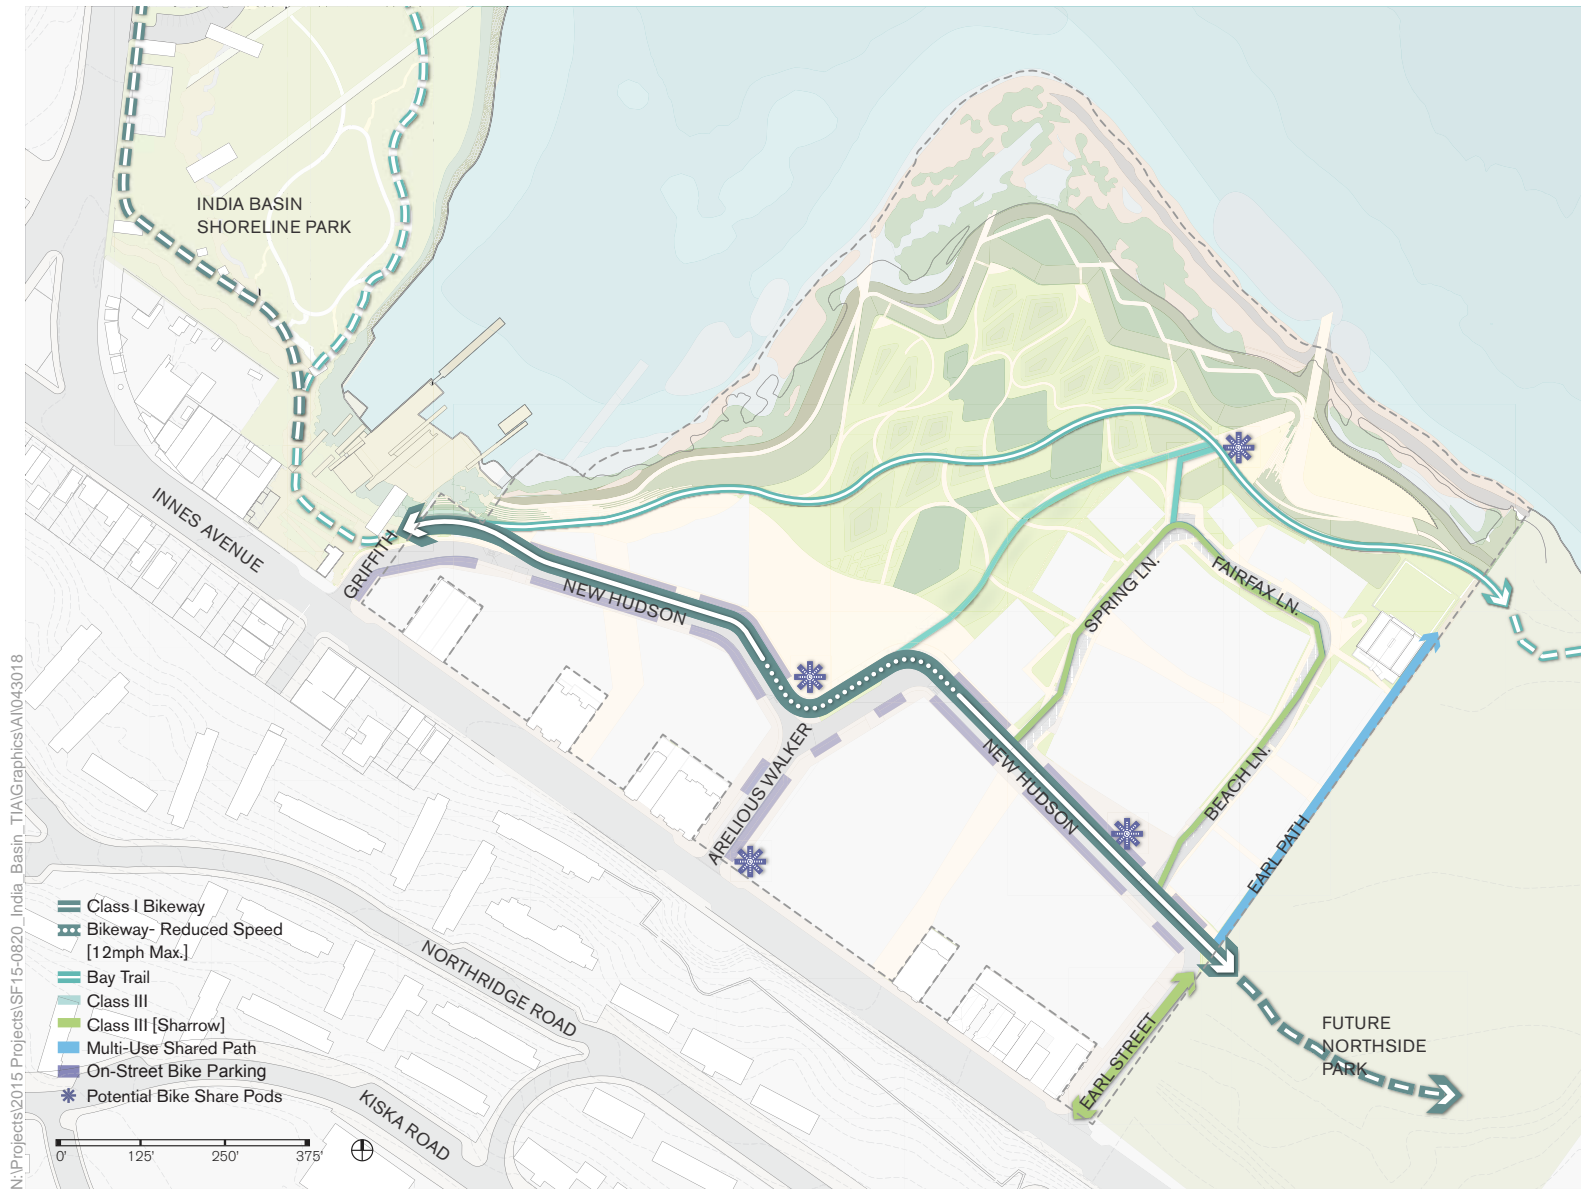 INDIA BASIN
SHORELINE PARK
INNES AVENUE
GRIFFITH
NEW HUDSON
SPRING LN.
FAIRFAX LN.
ARELIOUS WALKER
NEW HUDSON
BEACH LN.
EARL PATH
EARL STREET
FUTURE
NORTHSIDE
PARK
NORTHRIDGE ROAD
KISKA ROAD
Class I Bikeway
Bikeway- Reduced Speed
[12mph Max.]
Bay Trail
Class III
Class III [Sharrow]
Multi-Use Shared Path
On-Street Bike Parking
Potential Bike Share Pods
0' 125' 250' 375'
N:\Projects\2015 Projects\SF15-0820_India_Basin_TIA\Graphics\AI\043018